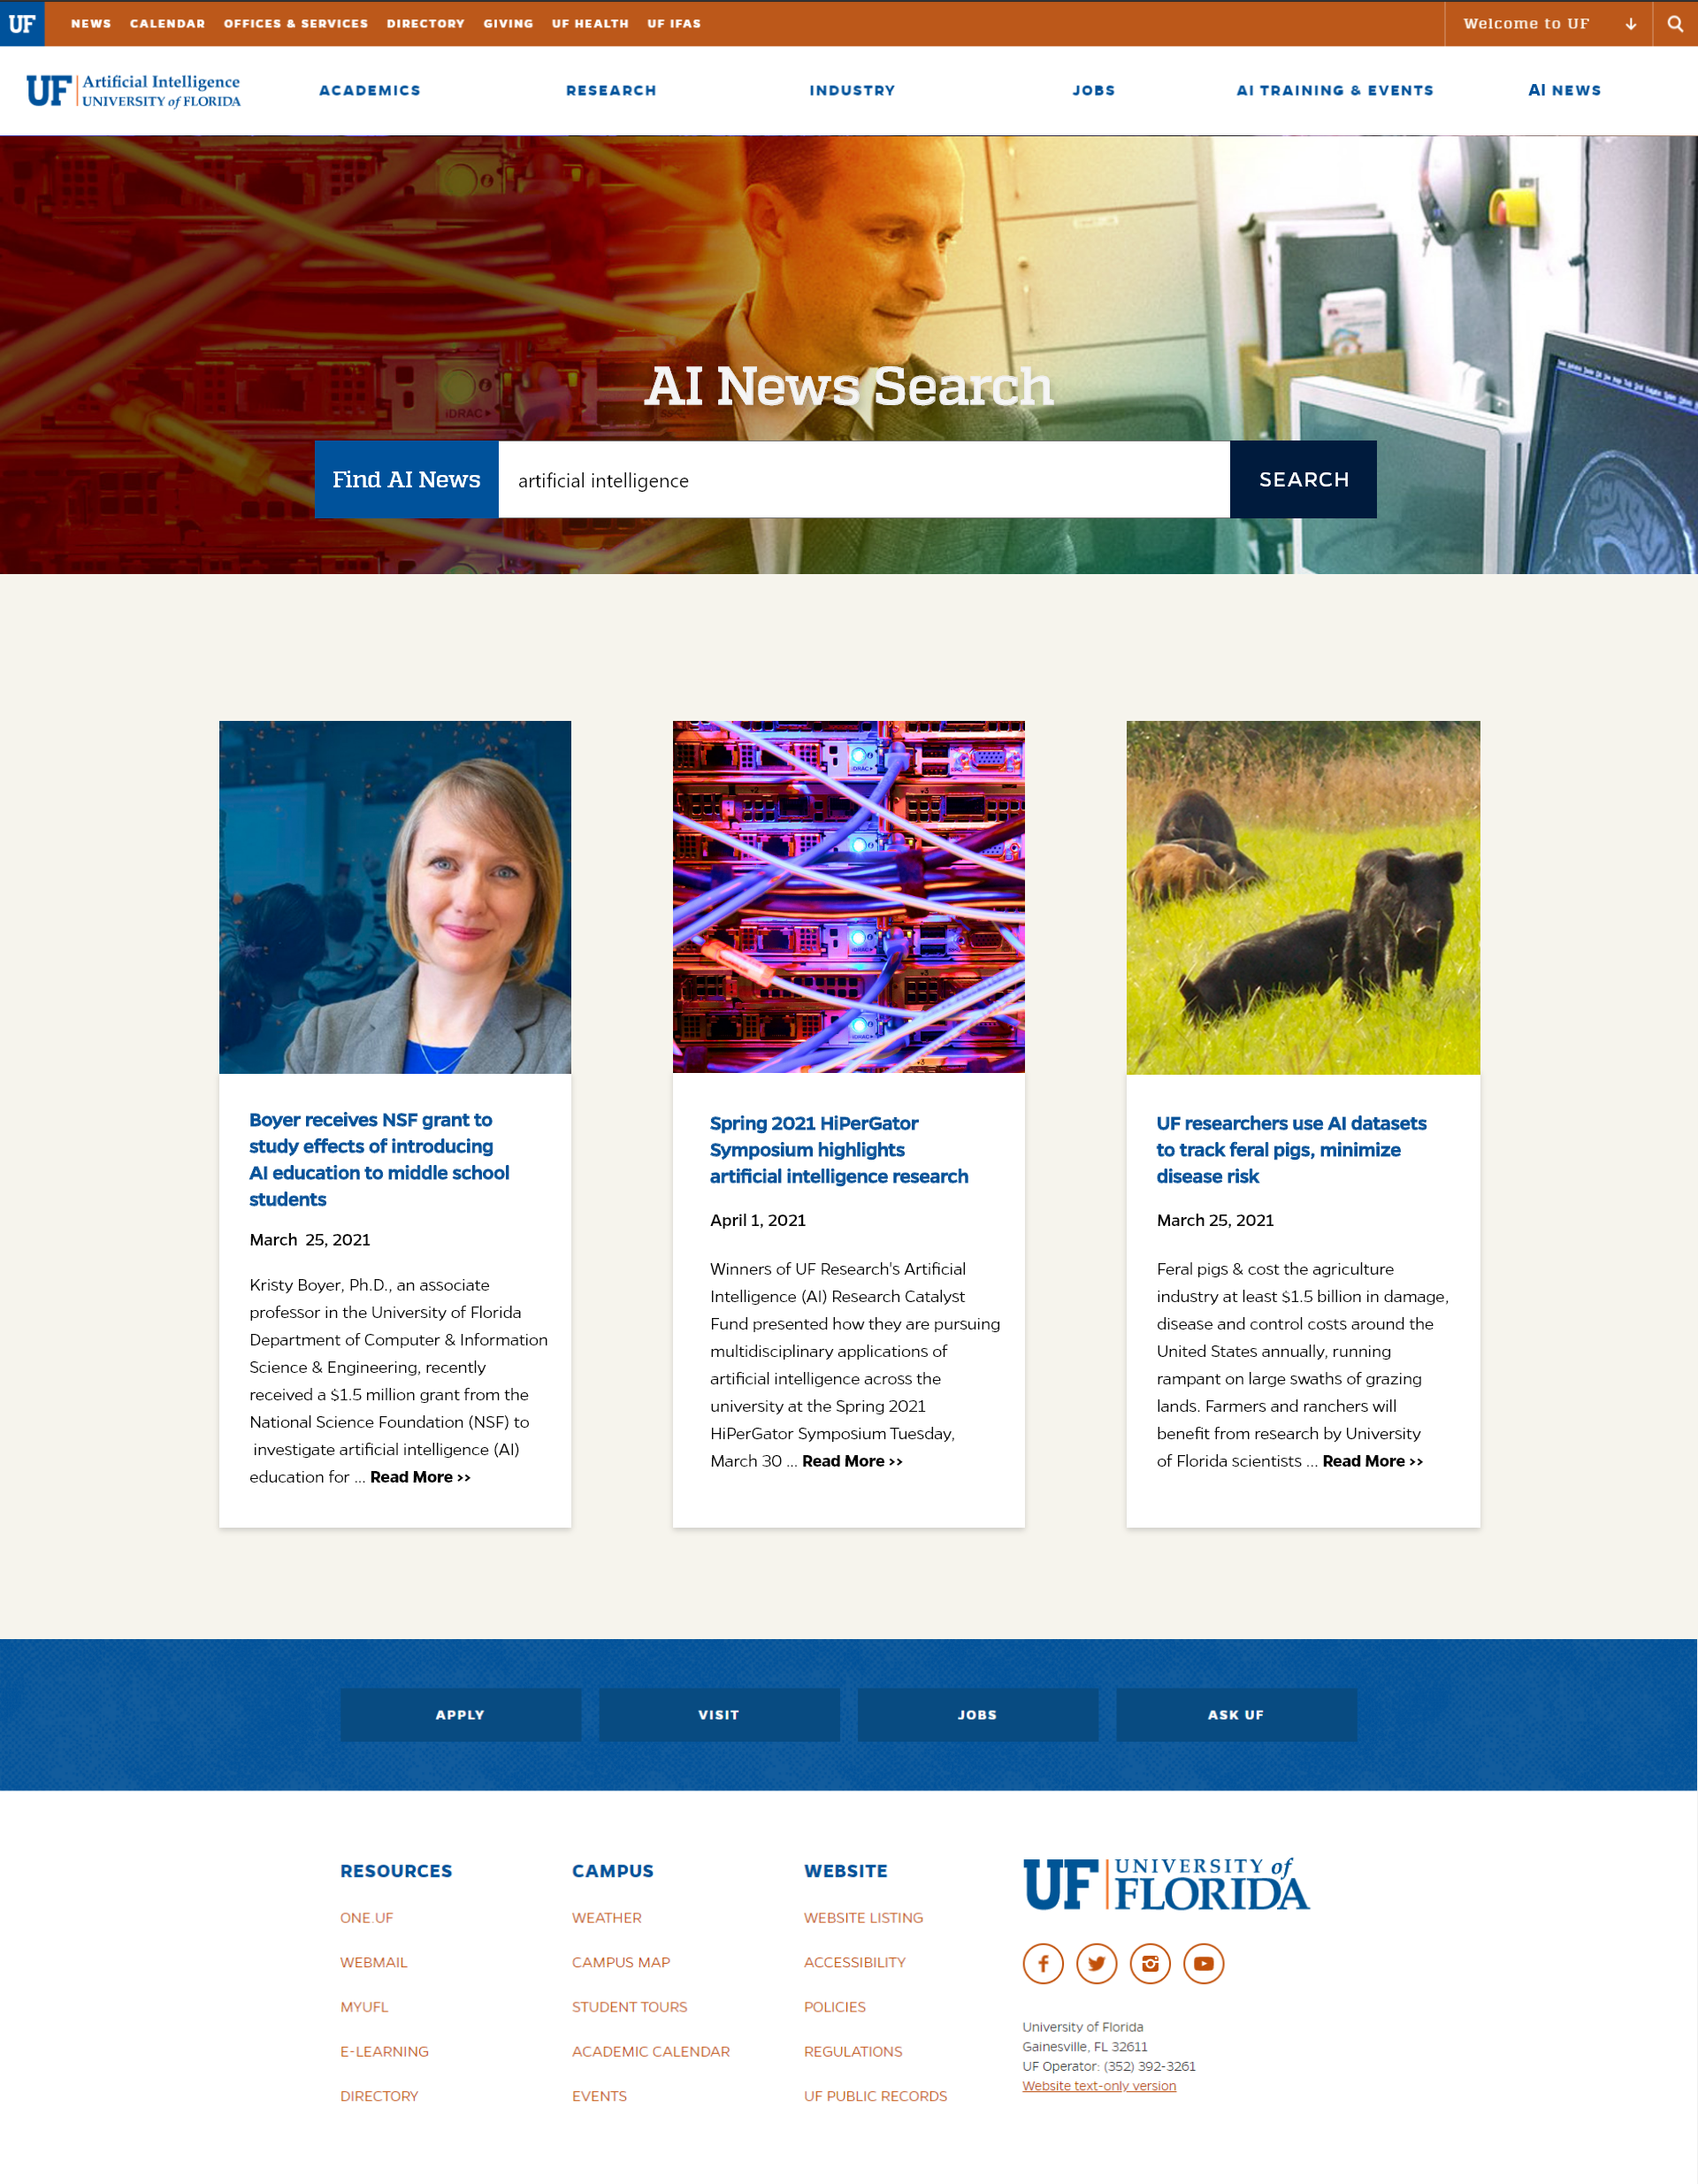 UF NEWS CALENDAR OFFICES & SERVICES DIRECTORY GIVING UF HEALTH UF IFAS Welcome to UF
UF Artificial Intelligence
UNIVERSITY of FLORIDA
ACADEMICS RESEARCH INDUSTRY JOBS AI TRAINING & EVENTS AI NEWS
iDRAC
AI News Search
Find AI News artificial intelligence SEARCH
iDRAC
iDRAC
iDRAC
Boyer receives NSF grant to
study effects of introducing
AI education to middle school
students
March 25, 2021
Kristy Boyer, Ph.D., an associate
professor in the University of Florida
Department of Computer & Information
Science & Engineering, recently
received a $1.5 million grant from the
National Science Foundation (NSF) to
investigate artificial intelligence (AI)
education for ... Read More >>
Spring 2021 HiPerGator
Symposium highlights
artificial intelligence research
April 1, 2021
Winners of UF Research's Artificial
Intelligence (AI) Research Catalyst
Fund presented how they are pursuing
multidisciplinary applications of
artificial intelligence across the
university at the Spring 2021
HiPerGator Symposium Tuesday,
March 30 ... Read More >>
UF researchers use AI datasets
to track feral pigs, minimize
disease risk
March 25, 2021
Feral pigs & cost the agriculture
industry at least $1.5 billion in damage,
disease and control costs around the
United States annually, running
rampant on large swaths of grazing
lands. Farmers and ranchers will
benefit from research by University
of Florida scientists ... Read More >>
APPLY VISIT JOBS ASK UF
RESOURCES
ONE.UF
WEBMAIL
MYUFL
E-LEARNING
DIRECTORY
CAMPUS
WEATHER
CAMPUS MAP
STUDENT TOURS
ACADEMIC CALENDAR
EVENTS
WEBSITE
WEBSITE LISTING
ACCESSIBILITY
POLICIES
REGULATIONS
UF PUBLIC RECORDS
UF UNIVERSITY of
FLORIDA
University of Florida
Gainesville, FL 32611
UF Operator: (352) 392-3261
Website text-only version